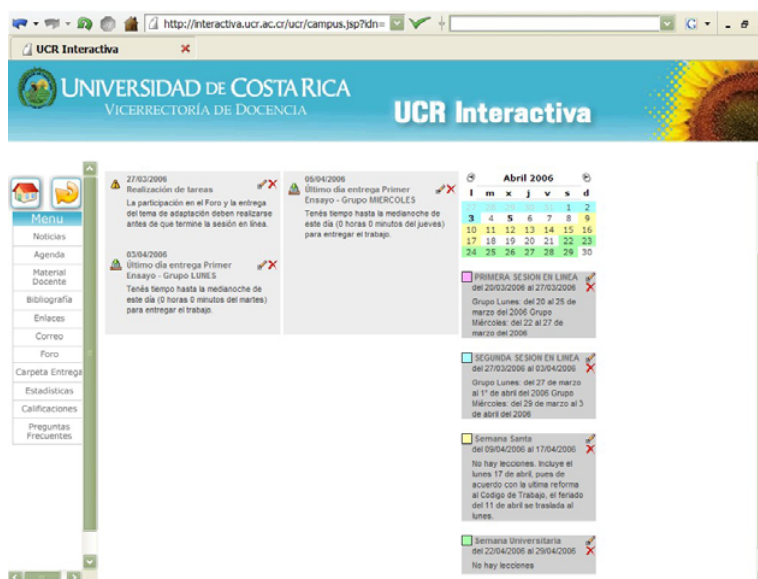 http://interactiva.ucr.ac.cr/ucr/campus.jsp?idn=
G
UCR Interactiva
UNIVERSIDAD DE COSTA RICA
VICERRECTORÍA DE DOCENCIA
UCR Interactiva
Menu
Noticias
Agenda
Material
Docente
Bibliografía
Enlaces
Correo
Foro
Carpeta Entrega
Estadísticas
Calificaciones
Preguntas
Frecuentes
27/03/2006
Realización de tareas
La participación en el Foro y la entrega
del tema de adaptación deben realizarse
antes de que termine la sesión en línea.
03/04/2006
Último día entrega Primer
Ensayo - Grupo LUNES
Tenés tiempo hasta la medianoche de
este día (0 horas 0 minutos del martes)
para entregar el trabajo.
05/04/2006
Último día entrega Primer
Ensayo - Grupo MIERCOLES
Tenés tiempo hasta la medianoche de
este día (0 horas 0 minutos del jueves)
para entregar el trabajo.
Abril 2006
l m x j v s d
27 28 29 30 31 1 2
3 4 5 6 7 8 9
10 11 12 13 14 15 16
17 18 19 20 21 22 23
24 25 26 27 28 29 30
PRIMERA SESION EN LINEA
del 20/03/2006 al 27/03/2006
Grupo Lunes: del 20 al 25 de
marzo del 2006 Grupo
Miércoles: del 22 al 27 de
marzo del 2006
SEGUNDA SESION EN LINEA
del 27/03/2006 al 03/04/2006
Grupo Lunes: del 27 de marzo
al 1° de abril del 2006 Grupo
Miércoles: del 29 de marzo al 3
de abril del 2006
Semana Santa
del 09/04/2006 al 17/04/2006
No hay lecciones. Incluye el
lunes 17 de abril, pues de
acuerdo con la ultima reforma
al Codigo de Trabajo, el feriado
del 11 de abril se traslada al
lunes.
Semana Universitaria
del 22/04/2006 al 29/04/2006
No hay lecciones